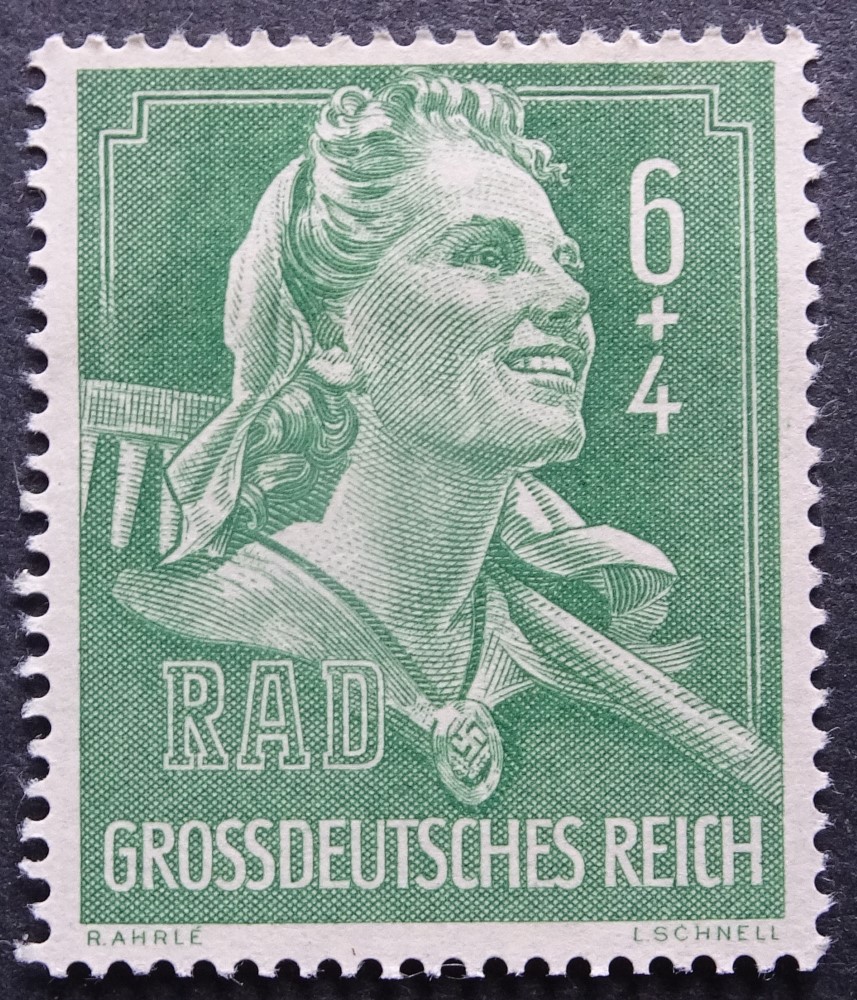 6
+
4
RAD
GROSSDEUTSCHES REICH
R.AHRLÉ
L.SCHNELL